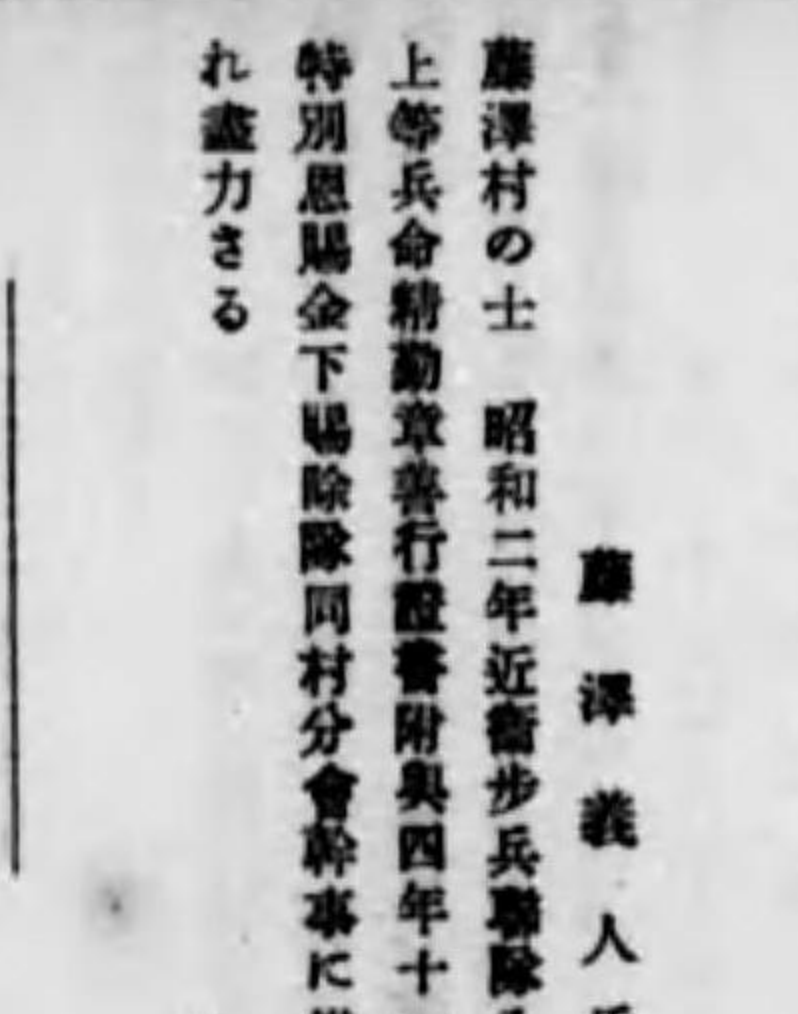 藤澤義人
藤澤村の士 昭和二年近衞步兵聯隊
上等兵命精勤章善行證書附與四年十
特別恩賜金下賜除隊同村分會幹事に
れ盡力さる